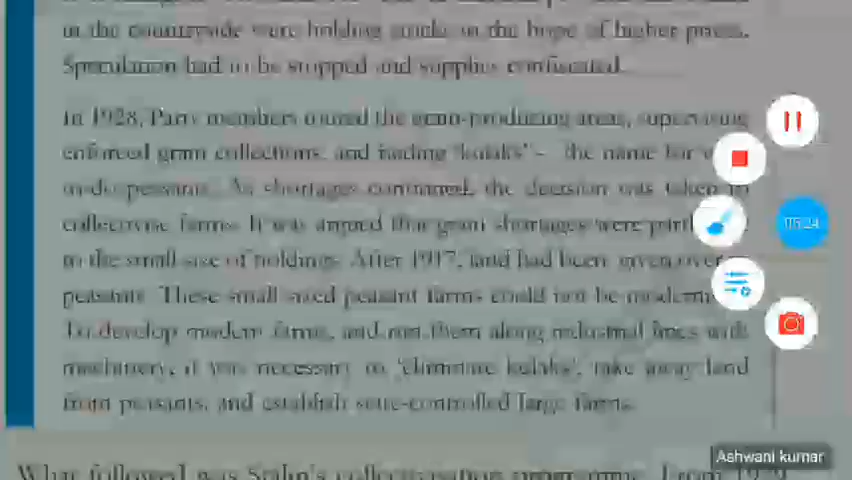 in the countryside were holding stocks in the hope of higher prices.
Speculation had to be stopped and supplies confiscated.
In 1928, Party members toured the grain-producing areas, supervising
enforced grain collections, and raiding 'kulaks' – the name for
to-do peasants. As shortages continued, the decision was taken to
collectivise farms. It was argued that grain shortages were
to the small size of holdings. After 1917, land had been given over
peasants. These small-sized peasant farms could not be
To develop modern farms, and run them along industrial lines with
machinery, it was necessary to 'eliminate kulaks', take away land
from peasants, and establish state-controlled large farms.
What followed was Stalin's collectivisation programme. From 1929
05:24
Ashwani kumar